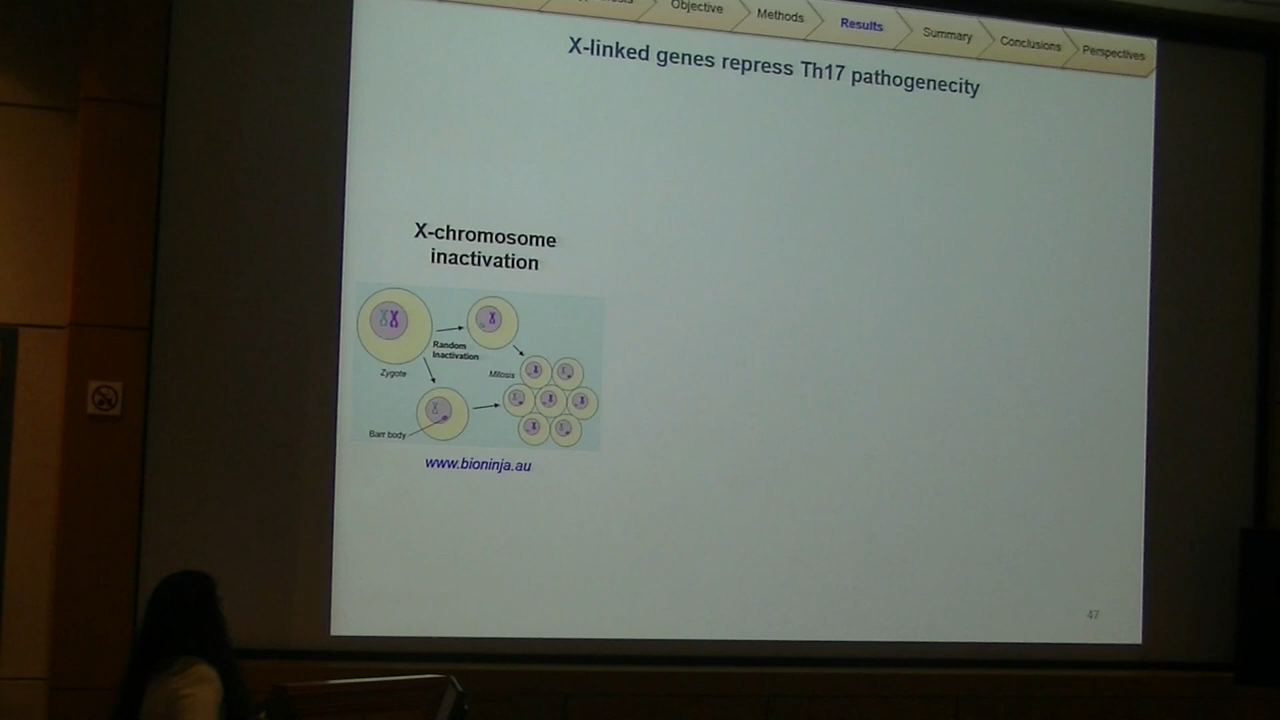 Objective
Methods
Results
Summary
Conclusions
Perspectives
X-linked genes repress Th17 pathogenecity
X-chromosome
inactivation
Random
Inactivation
Zygote
Mitosis
Barr body
www.bioninja.au
47